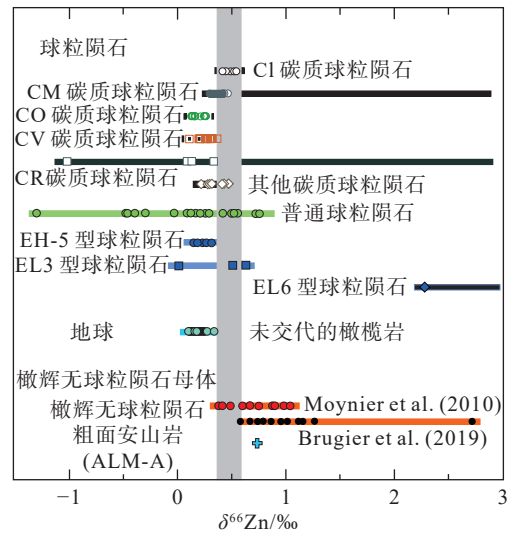 球粒陨石
Cl 碳质球粒陨石
CM 碳质球粒陨石
CO 碳质球粒陨石
CV 碳质球粒陨石
CR碳质球粒陨石
其他碳质球粒陨石
普通球粒陨石
EH-5 型球粒陨石
EL3 型球粒陨石
EL6 型球粒陨石
地球
未交代的橄榄岩
橄辉无球粒陨石母体
橄辉无球粒陨石
Moynier et al. (2010)
粗面安山岩
Brugier et al. (2019)
(ALM-A)
−1 0 1 2 3
δ⁶⁶Zn/‰